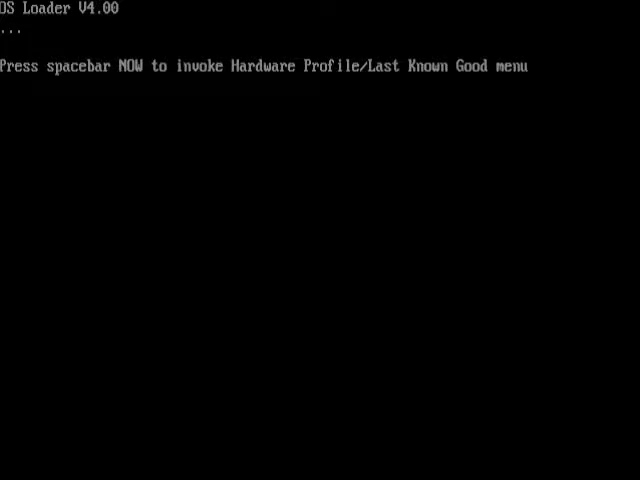 OS Loader V4.00
...
Press spacebar NOW to invoke Hardware Profile/Last Known Good menu